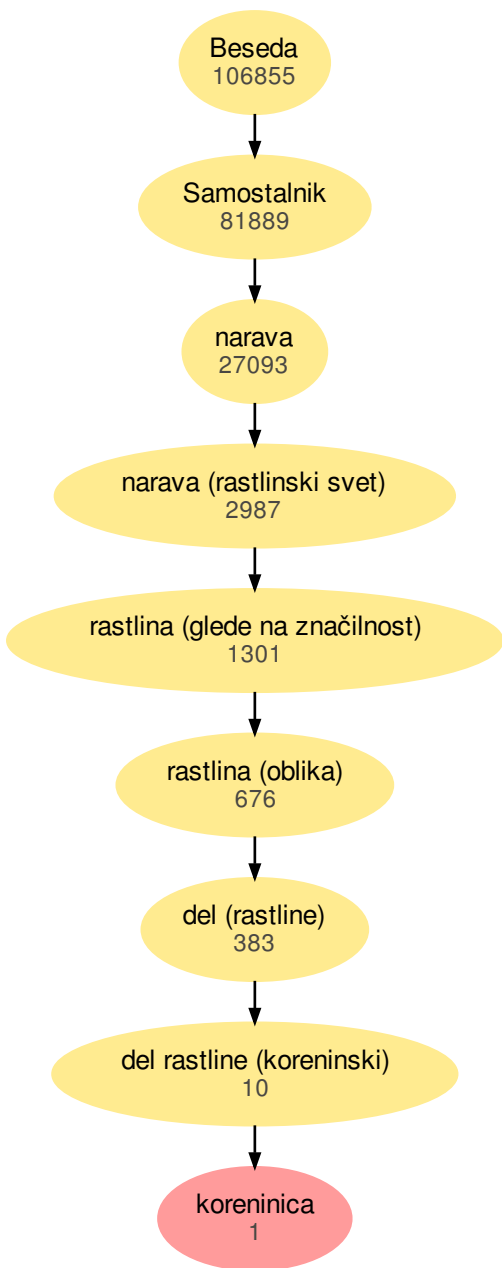 Beseda
106855
Samostalnik
81889
narava
27093
narava (rastlinski svet)
2987
rastlina (glede na značilnost)
1301
rastlina (oblika)
676
del (rastline)
383
del rastline (koreninski)
10
koreninica
1